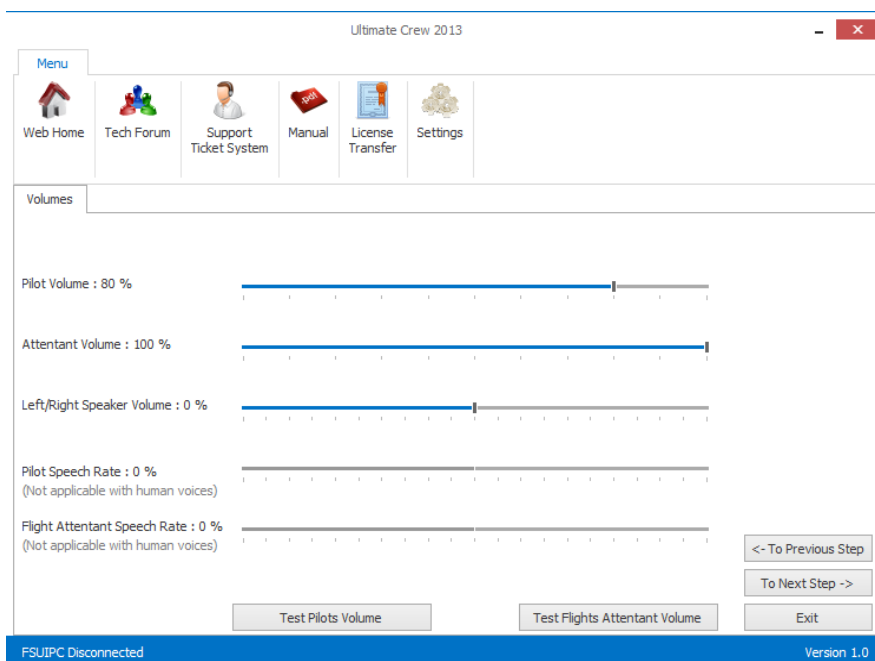 Ultimate Crew 2013
Menu
Web Home
Tech Forum
Support
Ticket System
.pdf
Manual
License
Transfer
Settings
Volumes
Pilot Volume : 80 %
Attentant Volume : 100 %
Left/Right Speaker Volume : 0 %
Pilot Speech Rate : 0 %
(Not applicable with human voices)
Flight Attentant Speech Rate : 0 %
(Not applicable with human voices)
<- To Previous Step
To Next Step ->
Test Pilots Volume
Test Flights Attentant Volume
Exit
FSUIPC Disconnected
Version 1.0